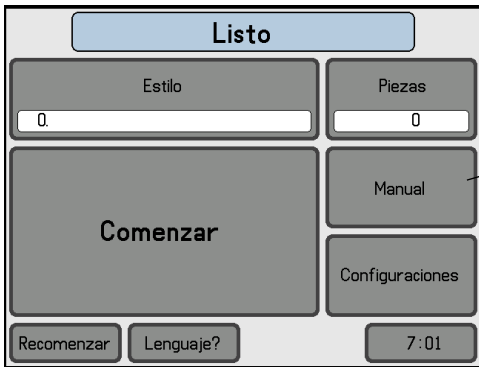 Listo
Estilo
Piezas
0.
0
Comenzar
Manual
Configuraciones
Recomenzar
Lenguaje?
7:01